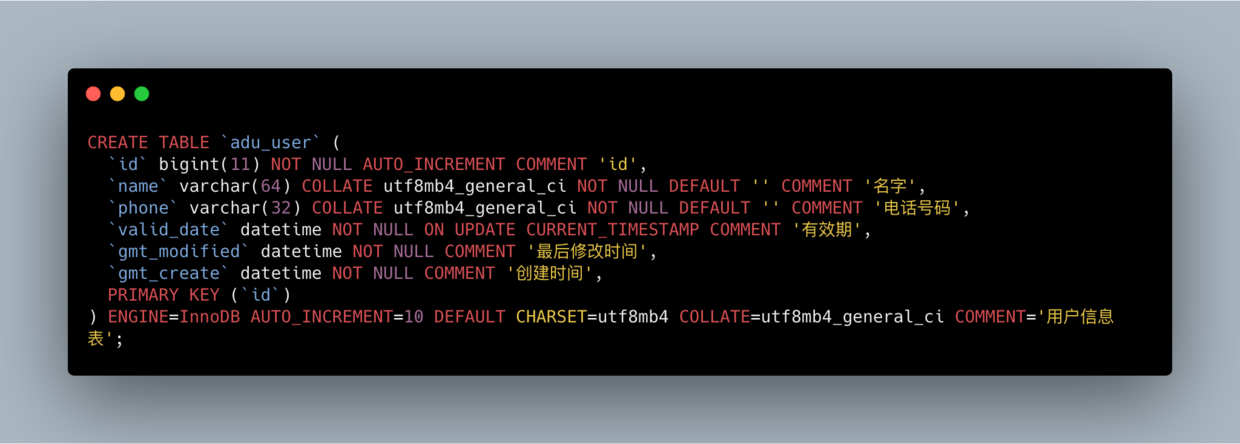 CREATE TABLE `adu_user` (
  `id` bigint(11) NOT NULL AUTO_INCREMENT COMMENT 'id',
  `name` varchar(64) COLLATE utf8mb4_general_ci NOT NULL DEFAULT '' COMMENT '名字',
  `phone` varchar(32) COLLATE utf8mb4_general_ci NOT NULL DEFAULT '' COMMENT '电话号码',
  `valid_date` datetime NOT NULL ON UPDATE CURRENT_TIMESTAMP COMMENT '有效期',
  `gmt_modified` datetime NOT NULL COMMENT '最后修改时间',
  `gmt_create` datetime NOT NULL COMMENT '创建时间',
  PRIMARY KEY (`id`)
) ENGINE=InnoDB AUTO_INCREMENT=10 DEFAULT CHARSET=utf8mb4 COLLATE=utf8mb4_general_ci COMMENT='用户信息
表';